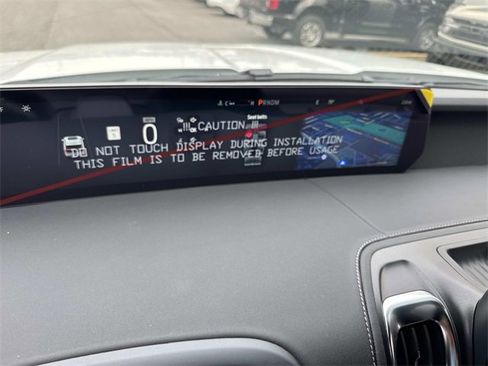 PRNDM
MPH
Seat belts
0
!!! CAUTION !!!
DO NOT TOUCH DISPLAY DURING INSTALLATION
THIS FILM IS TO BE REMOVED BEFORE USAGE